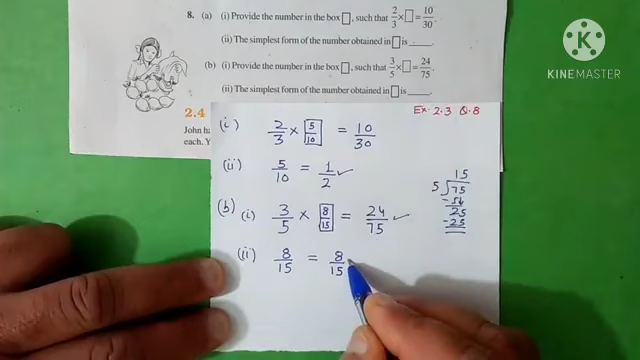 8. (a) (i) Provide the number in the box □, such that 2/3 × □ = 10/30
(ii) The simplest form of the number obtained in □ is ____.
(b) (i) Provide the number in the box □, such that 3/5 × □ = 24/75
(ii) The simplest form of the number obtained in □ is ____.
KINEMASTER
2.4
John ha
each. Y
Ex. 2.3 Q.8
(i) 2/3 × 5/10 = 10/30
(ii) 5/10 = 1/2 ✓
15
5 75
(b) (i) 3/5 × 8/15 = 24/75 ✓
25
-25
(ii) 8/15 = 8/15